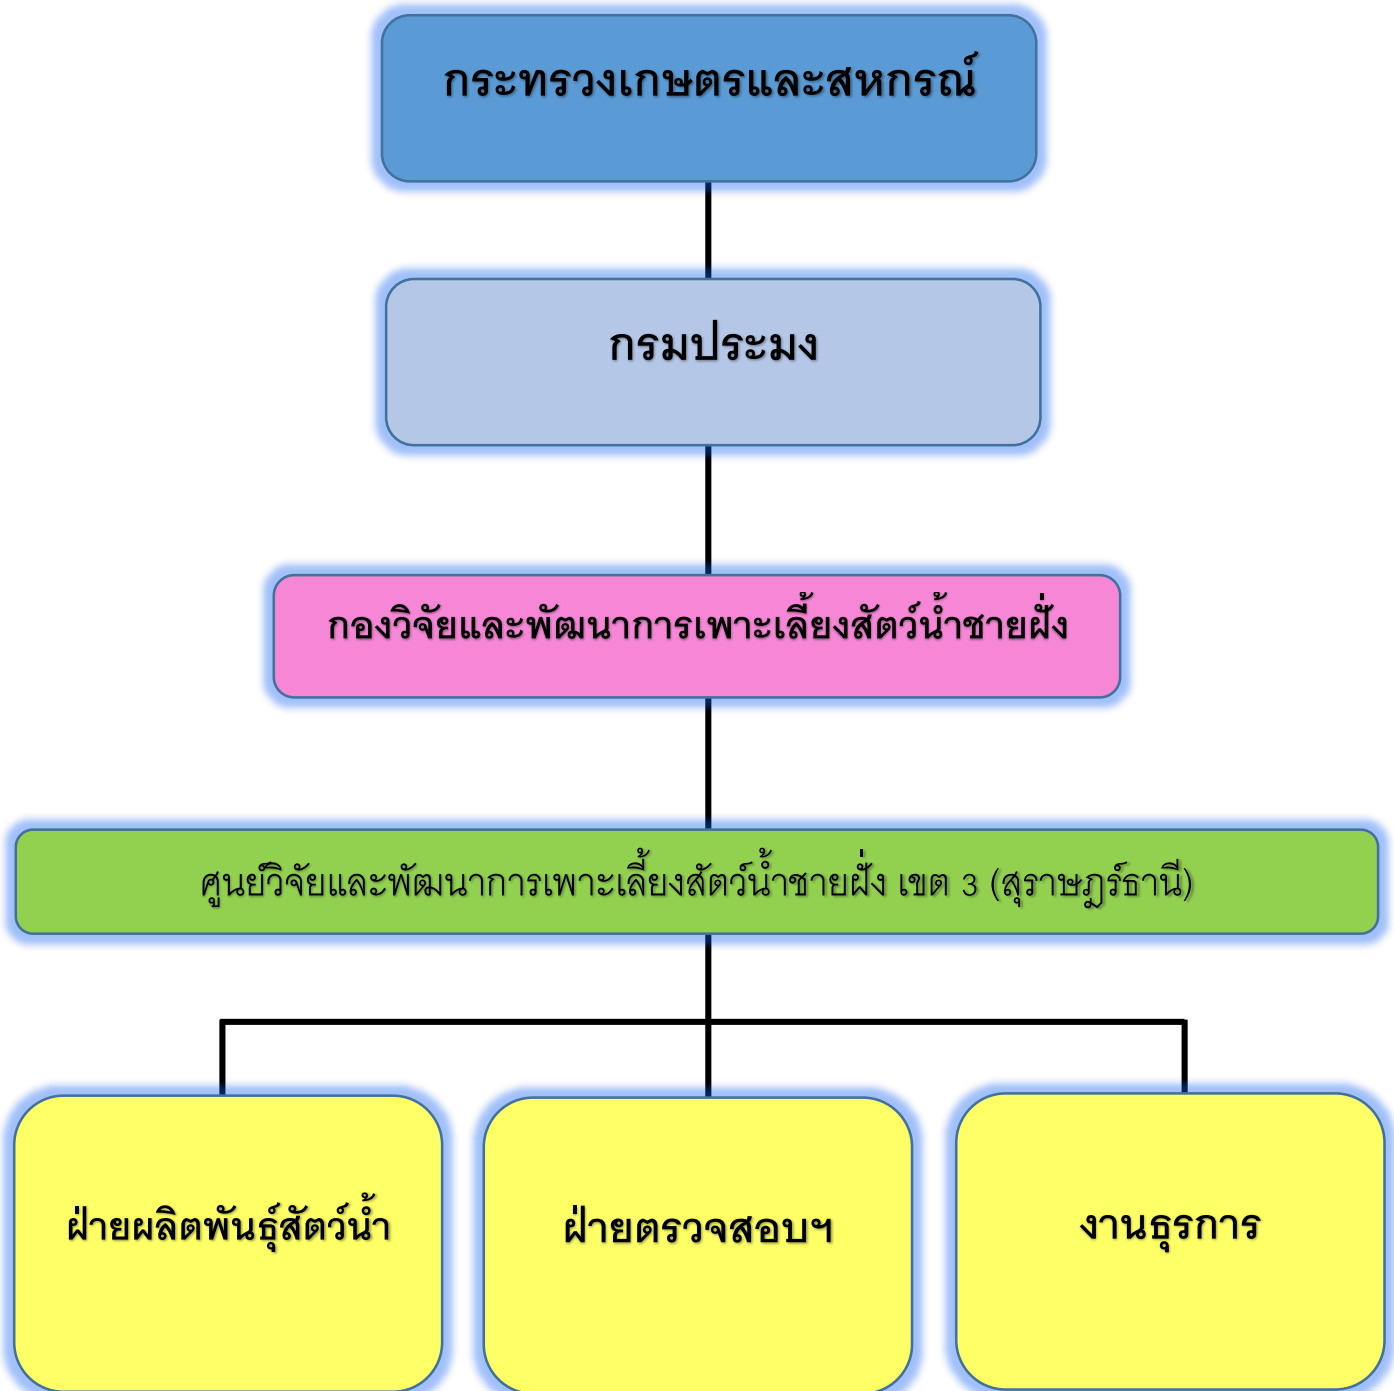 กระทรวงเกษตรและสหกรณ์
กรมประมง
กองวิจัยและพัฒนาการเพาะเลี้ยงสัตว์น้ำชายฝั่ง
ศูนย์วิจัยและพัฒนาการเพาะเลี้ยงสัตว์น้ำชายฝั่ง เขต 3 (สุราษฎร์ธานี)
ฝ่ายผลิตพันธุ์สัตว์น้ำ
ฝ่ายตรวจสอบฯ
งานธุรการ